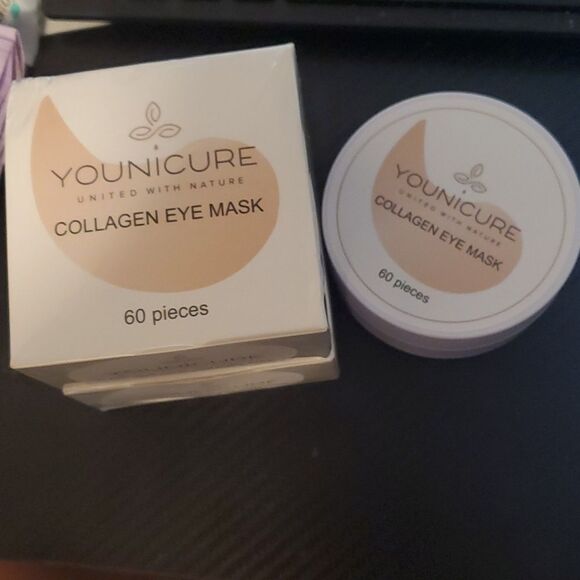 YOUNICURE
UNITED WITH NATURE
COLLAGEN EYE MASK
60 pieces
YOUNICURE
UNITED WITH NATURE
COLLAGEN EYE MASK
60 pieces